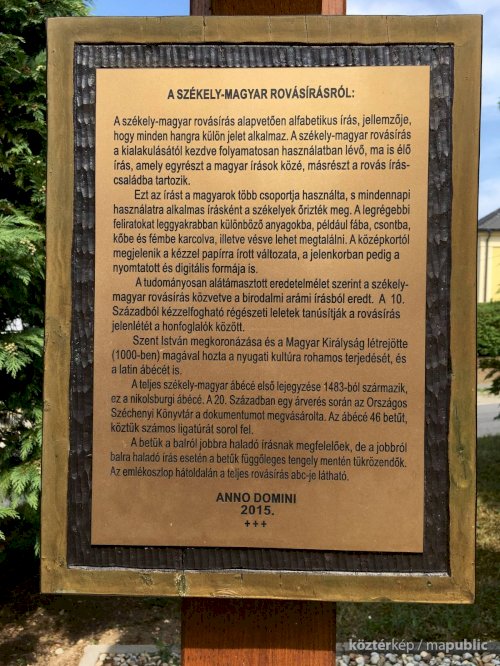 A SZÉKELY-MAGYAR ROVÁSÍRÁSRÓL:
A székely-magyar rovásírás alapvetően alfabetikus írás, jellemzője,
hogy minden hangra külön jelet alkalmaz. A székely-magyar rovásírás
a kialakulásától kezdve folyamatosan használatban lévő, ma is élő
írás, amely egyrészt a magyar írások közé, másrészt a rovás írás-
családba tartozik.
Ezt az írást a magyarok több csoportja használta, s mindennapi
használatra alkalmas írásként a székelyek őrizték meg. A legrégebbi
feliratokat leggyakrabban különböző anyagokba, például fába, csontba,
kőbe és fémbe karcolva, illetve vésve lehet megtalálni. A középkortól
megjelenik a kézzel papírra írott változata, a jelenkorban pedig a
nyomtatott és digitális formája is.
A tudományosan alátámasztott eredetelmélet szerint a székely-
magyar rovásírás közvetve a birodalmi arámi írásból eredt. A 10.
Századból kézzelfogható régészeti leletek tanúsítják a rovásírás
jelenlétét a honfoglalók között.
Szent István megkoronázása és a Magyar Királyság létrejötte
(1000-ben) magával hozta a nyugati kultúra rohamos terjedését, és
a latin ábécét is.
A teljes székely-magyar ábécé első lejegyzése 1483-ból származik,
ez a nikolsburgi ábécé. A 20. Században egy árverés során az Országos
Széchenyi Könyvtár a dokumentumot megvásárolta. Az ábécé 46 betűt,
köztük számos ligatúrát sorol fel.
A betűk a balról jobbra haladó írásnak megfelelőek, de a jobbról
balra haladó írás esetén a betűk függőleges tengely mentén tükröződnek.
Az emlékoszlop hátoldalán a teljes rovásírás abc-je látható.
ANNO DOMINI
2015.
+++
köztérkép / mapublic